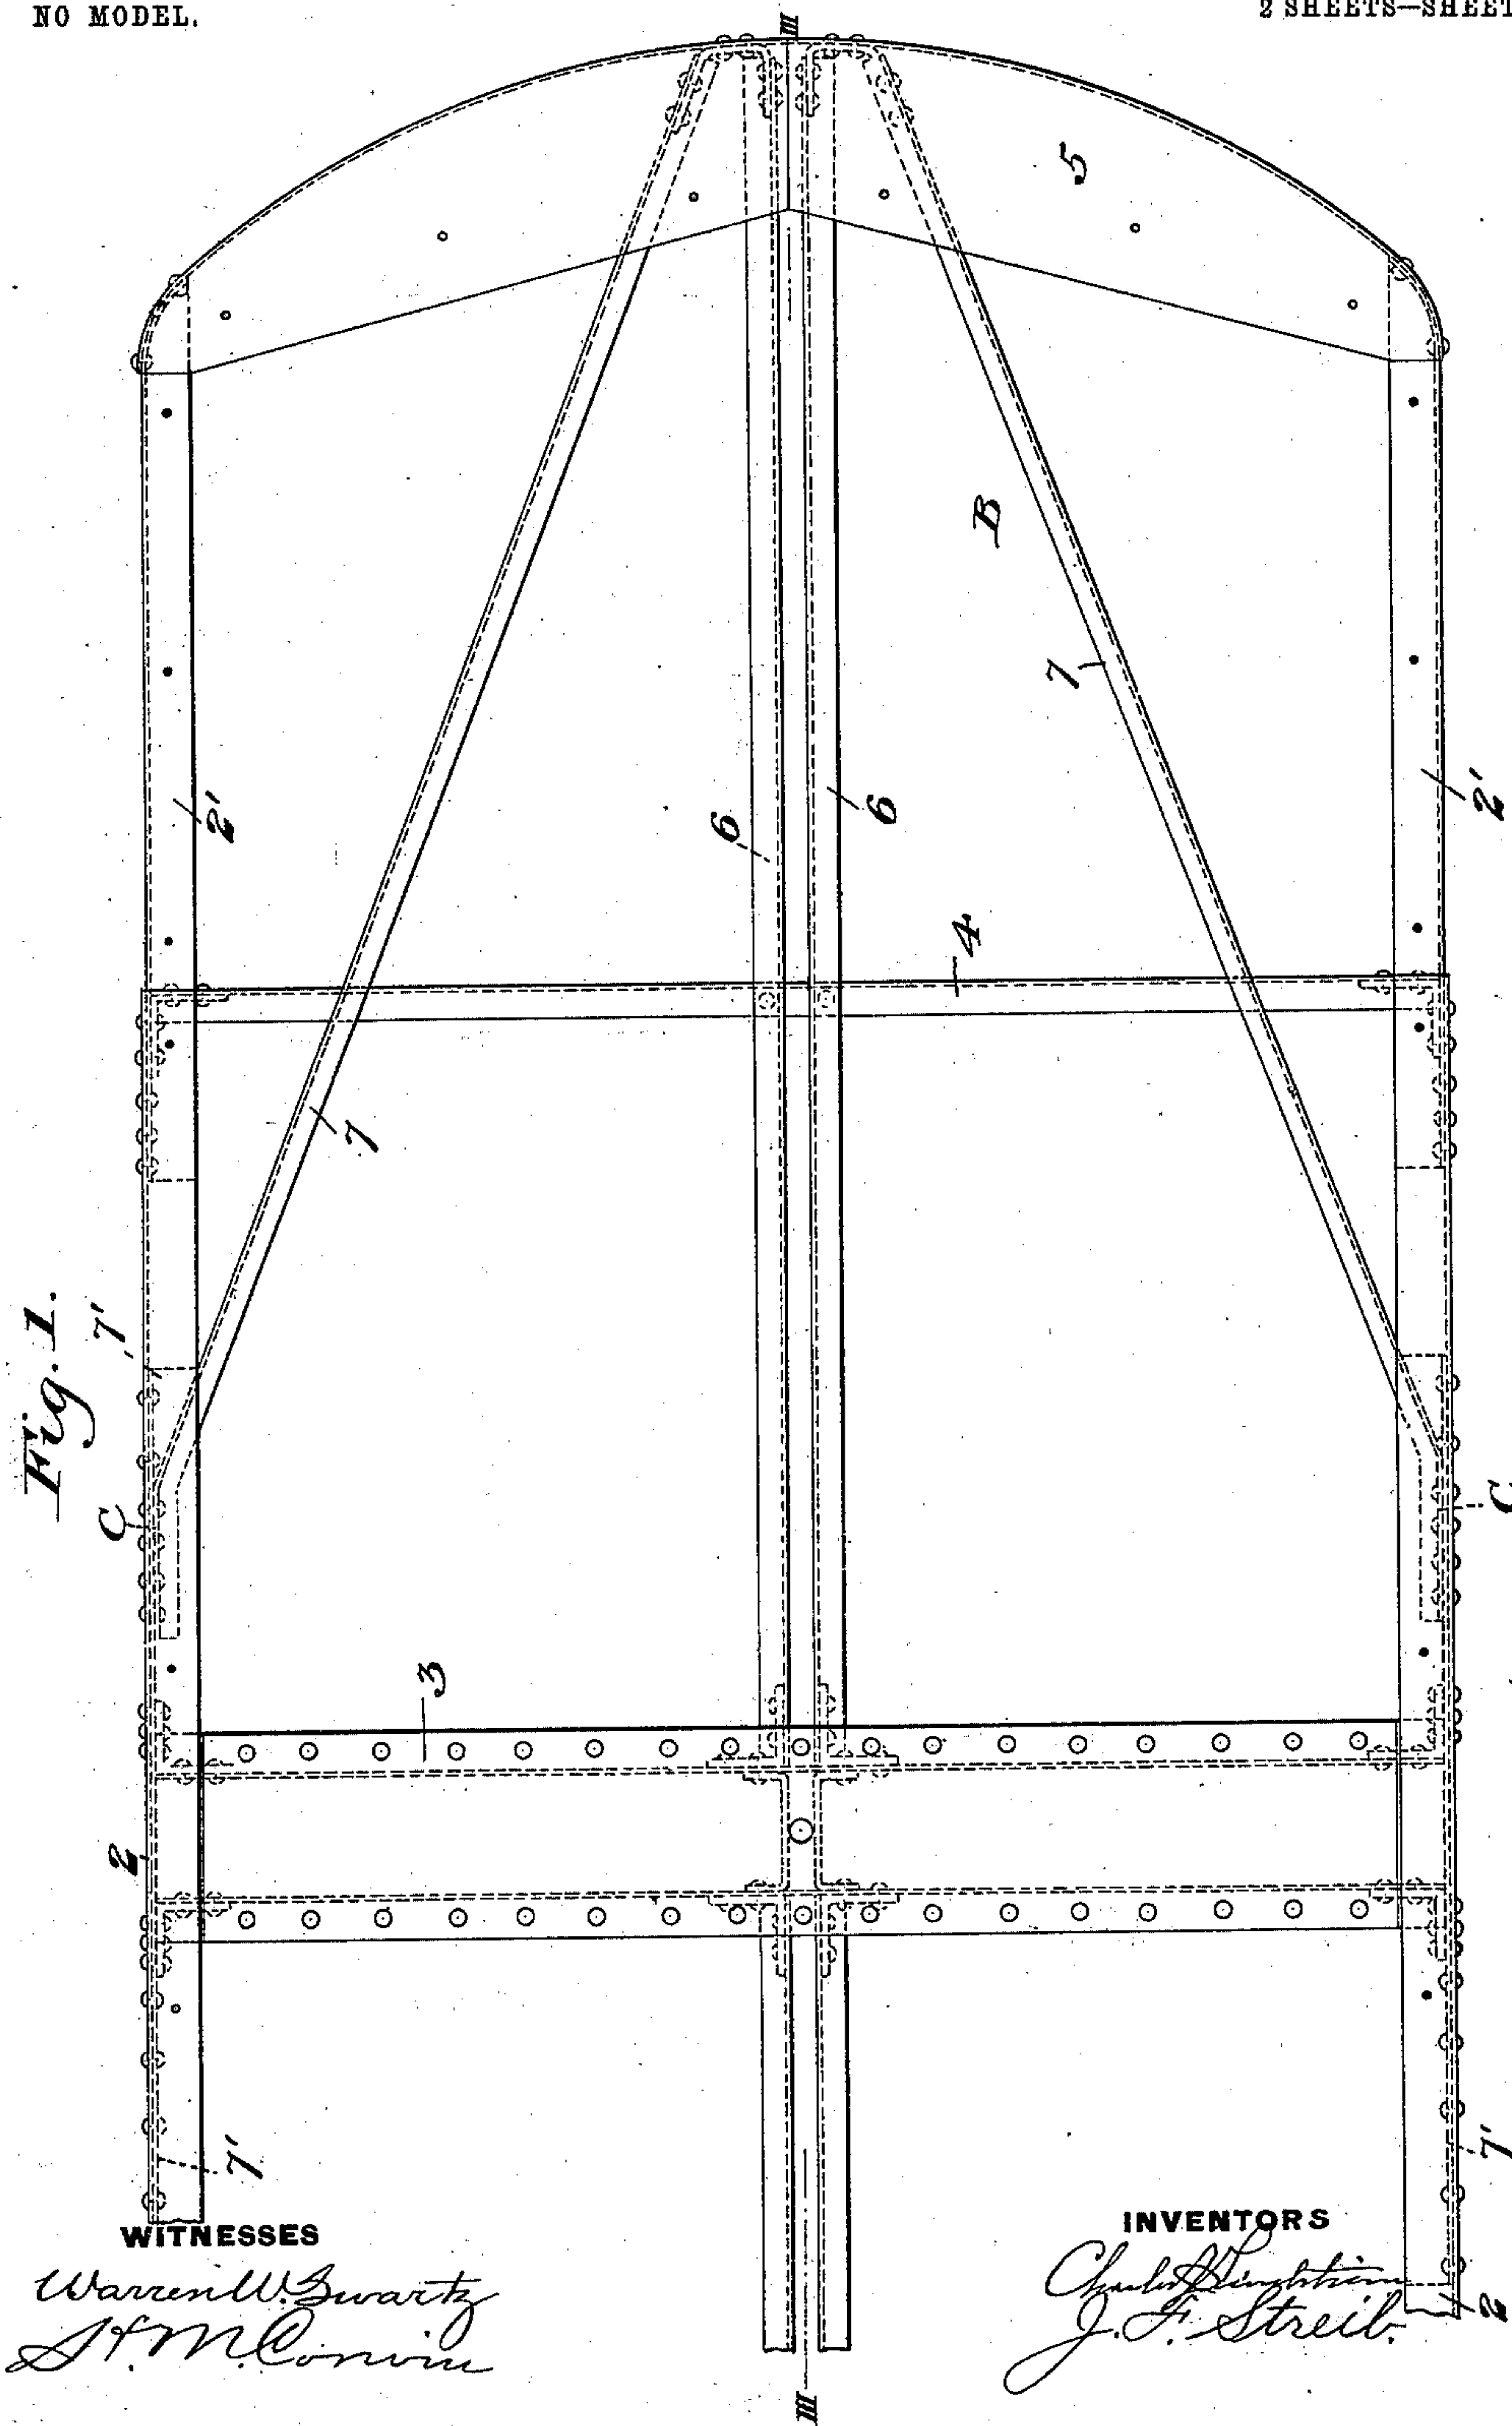 NO MODEL.
2 SHEETS—SHEET
III
5
B
7
2'
2'
6
6
4
7
Fig. 1.
7'
C
C
3
2
7'
7'
2
III
WITNESSES
Warren W. Swartz
INVENTORS
J. F. Streib.